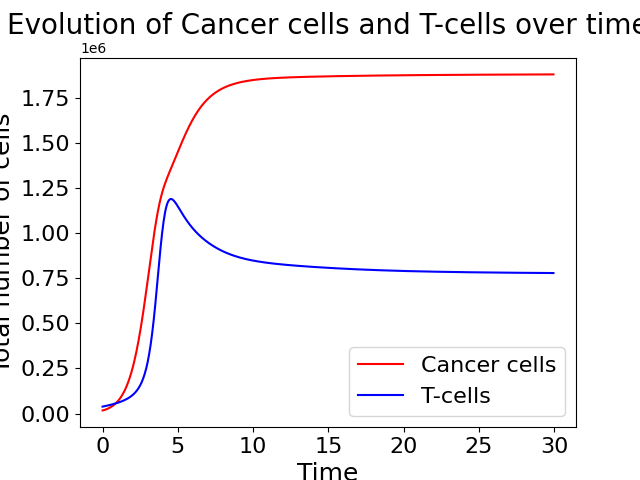 Evolution of Cancer cells and T-cells over time
1e6
Total number of cells
1.75
1.50
1.25
1.00
0.75
0.50
0.25
0.00
0
5
10
15
20
25
30
Time
Cancer cells
T-cells